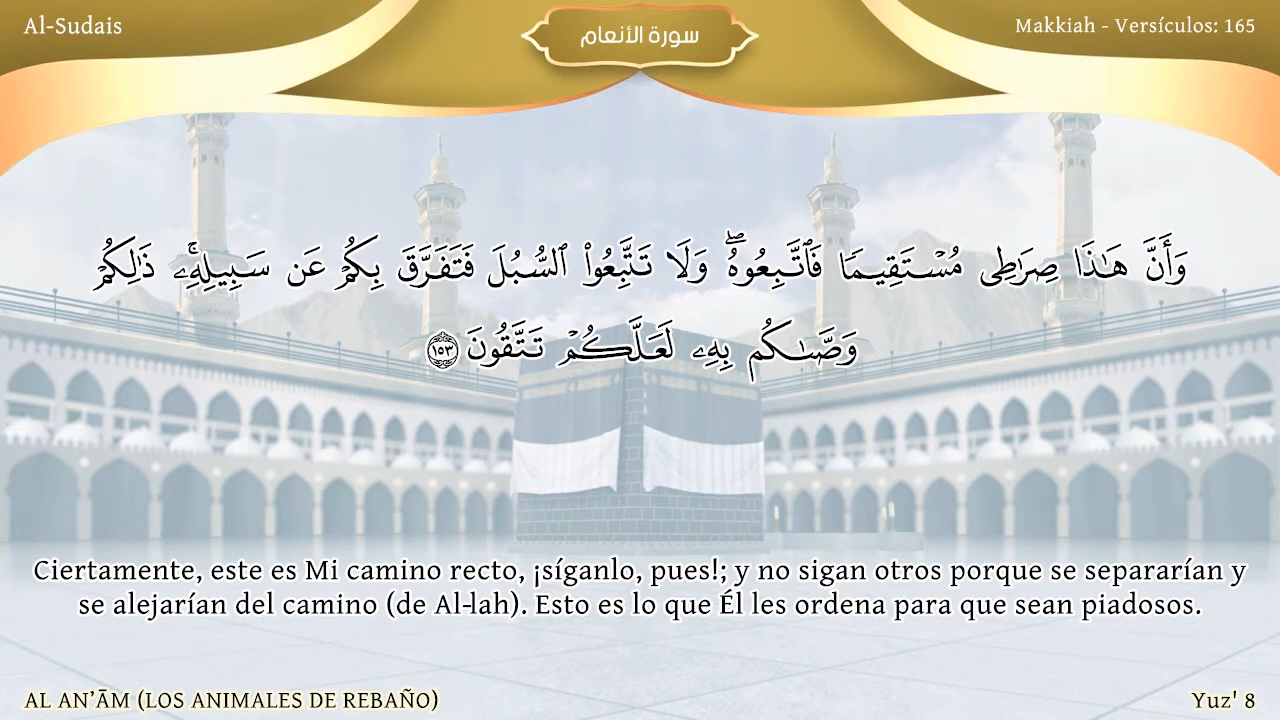 Al-Sudais
سورة الأنعام
Makkiah - Versículos: 165
وَأَنَّ هَـٰذَا صِرَٰطِى مُسْتَقِيمًا فَٱتَّبِعُوهُ ۖ وَلَا تَتَّبِعُوا۟ ٱلسُّبُلَ فَتَفَرَّقَ بِكُمْ عَن سَبِيلِهِۦ ۚ ذَٰلِكُمْ
وَصَّىٰكُم بِهِۦ لَعَلَّكُمْ تَتَّقُونَ ١٥٣
Ciertamente, este es Mi camino recto, ¡síganlo, pues!; y no sigan otros porque se separarían y
se alejarían del camino (de Al-lah). Esto es lo que Él les ordena para que sean piadosos.
AL AN’ĀM (LOS ANIMALES DE REBAÑO)
Yuz' 8